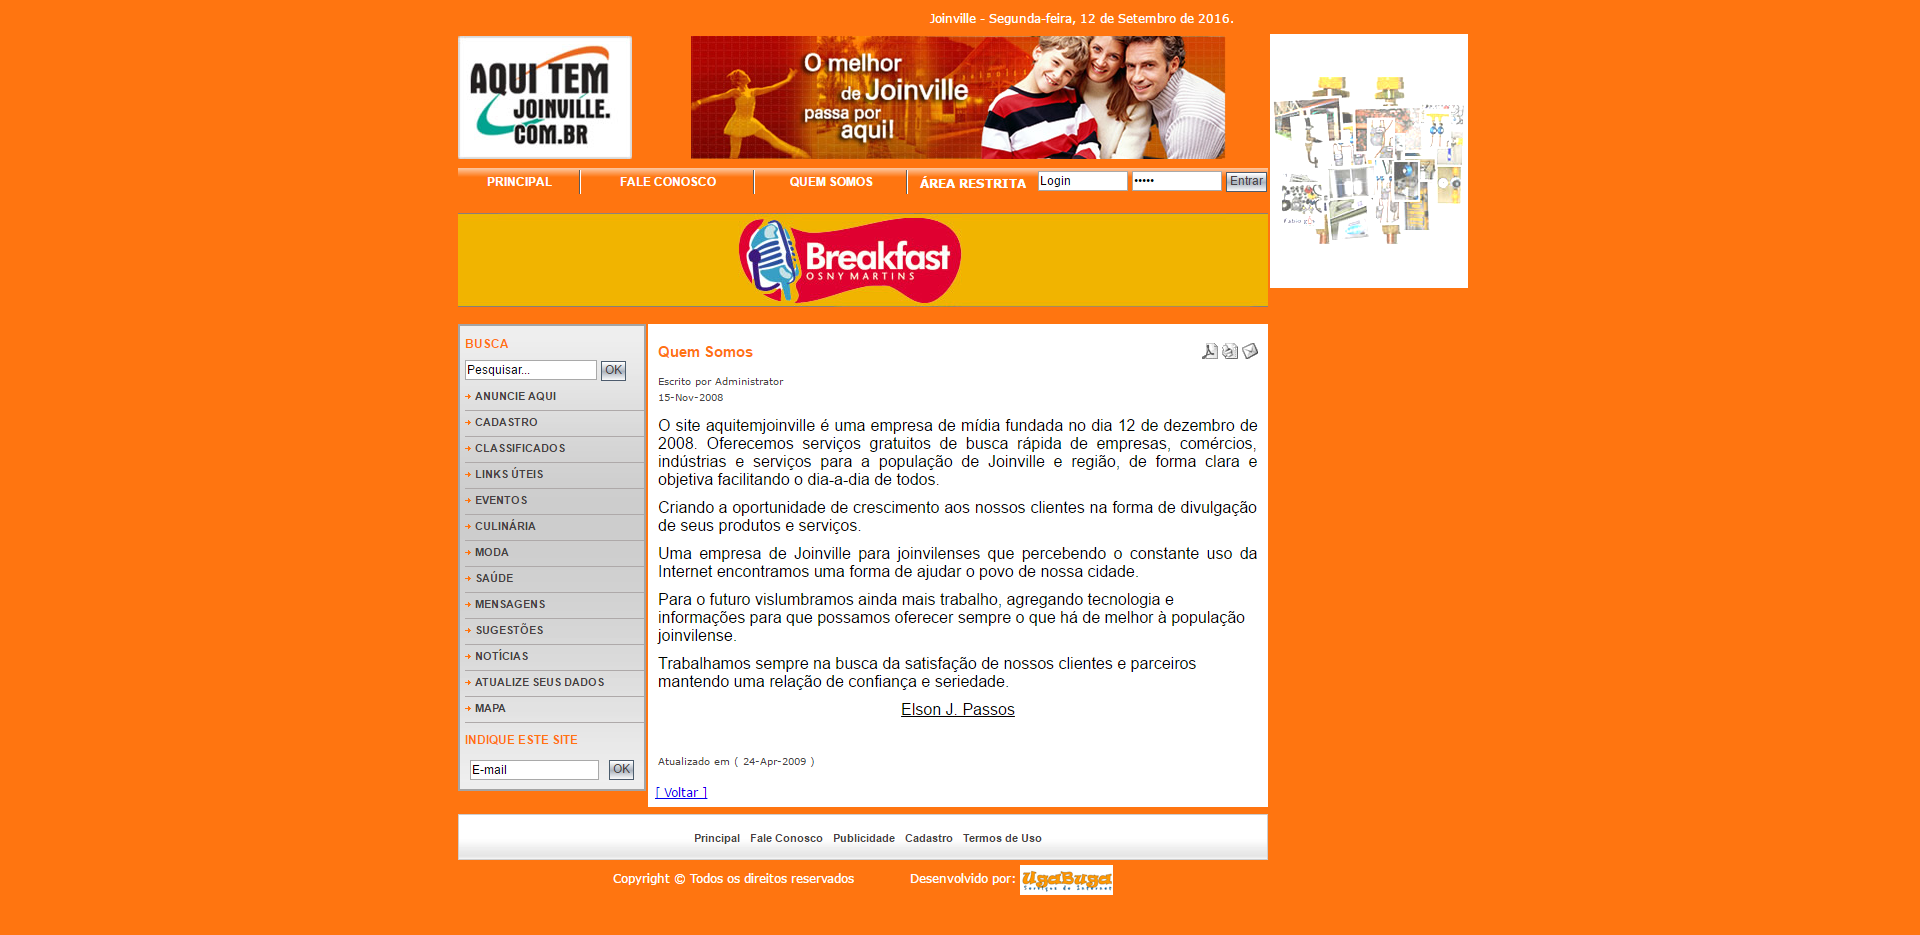 Joinville - Segunda-feira, 12 de Setembro de 2016.
AQUI TEM
JOINVILLE.
COM.BR
O melhor
de Joinville
passa por
aqui!
PRINCIPAL
FALE CONOSCO
QUEM SOMOS
ÁREA RESTRITA
Login
•••••
Entrar
Breakfast
OSNY MARTINS
BUSCA
Pesquisar...
OK
ANUNCIE AQUI
CADASTRO
CLASSIFICADOS
LINKS ÚTEIS
EVENTOS
CULINÁRIA
MODA
SAÚDE
MENSAGENS
SUGESTÕES
NOTÍCIAS
ATUALIZE SEUS DADOS
MAPA
INDIQUE ESTE SITE
E-mail
OK
Quem Somos
Escrito por Administrator
15-Nov-2008
O site aquitemjoinville é uma empresa de mídia fundada no dia 12 de dezembro de
2008. Oferecemos serviços gratuitos de busca rápida de empresas, comércios,
indústrias e serviços para a população de Joinville e região, de forma clara e
objetiva facilitando o dia-a-dia de todos.
Criando a oportunidade de crescimento aos nossos clientes na forma de divulgação
de seus produtos e serviços.
Uma empresa de Joinville para joinvilenses que percebendo o constante uso da
Internet encontramos uma forma de ajudar o povo de nossa cidade.
Para o futuro vislumbramos ainda mais trabalho, agregando tecnologia e
informações para que possamos oferecer sempre o que há de melhor à população
joinvilense.
Trabalhamos sempre na busca da satisfação de nossos clientes e parceiros
mantendo uma relação de confiança e seriedade.
Elson J. Passos
Atualizado em ( 24-Apr-2009 )
[ Voltar ]
Principal Fale Conosco Publicidade Cadastro Termos de Uso
Copyright © Todos os direitos reservados
Desenvolvido por:
UgaBuga
Serviços de Internet